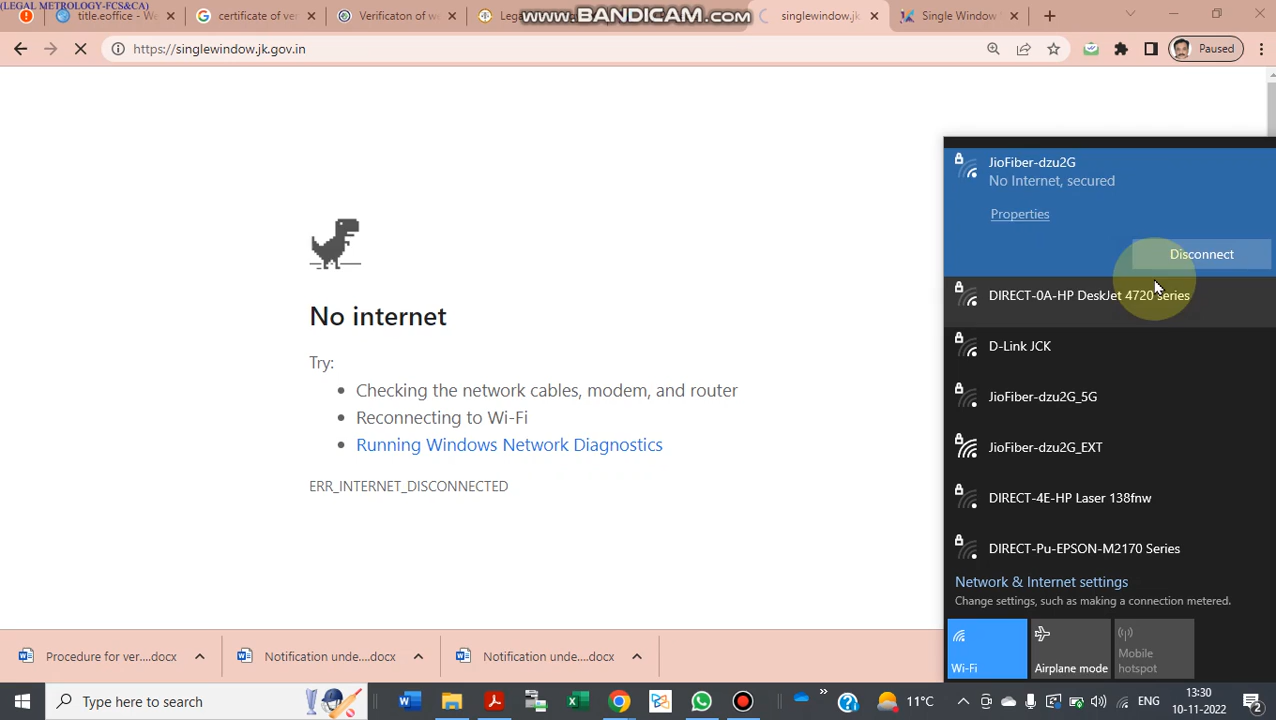 (LEGAL METROLOGY-FCS&CA)
www.BANDICAM.com
title.eoffice - We
certificate of ver
Verificaton of we
Lega
singlewindow.jk.
Single Window
https://singlewindow.jk.gov.in
Paused
No internet
Try:
Checking the network cables, modem, and router
Reconnecting to Wi-Fi
Running Windows Network Diagnostics
ERR_INTERNET_DISCONNECTED
JioFiber-dzu2G
No Internet, secured
Properties
Disconnect
DIRECT-0A-HP DeskJet 4720 series
D-Link JCK
JioFiber-dzu2G_5G
JioFiber-dzu2G_EXT
DIRECT-4E-HP Laser 138fnw
DIRECT-Pu-EPSON-M2170 Series
Network & Internet settings
Change settings, such as making a connection metered.
Wi-Fi
Airplane mode
Mobile
hotspot
Procedure for ver....docx
Notification unde....docx
Notification unde....docx
Type here to search
11°C
ENG
13:30
10-11-2022
2